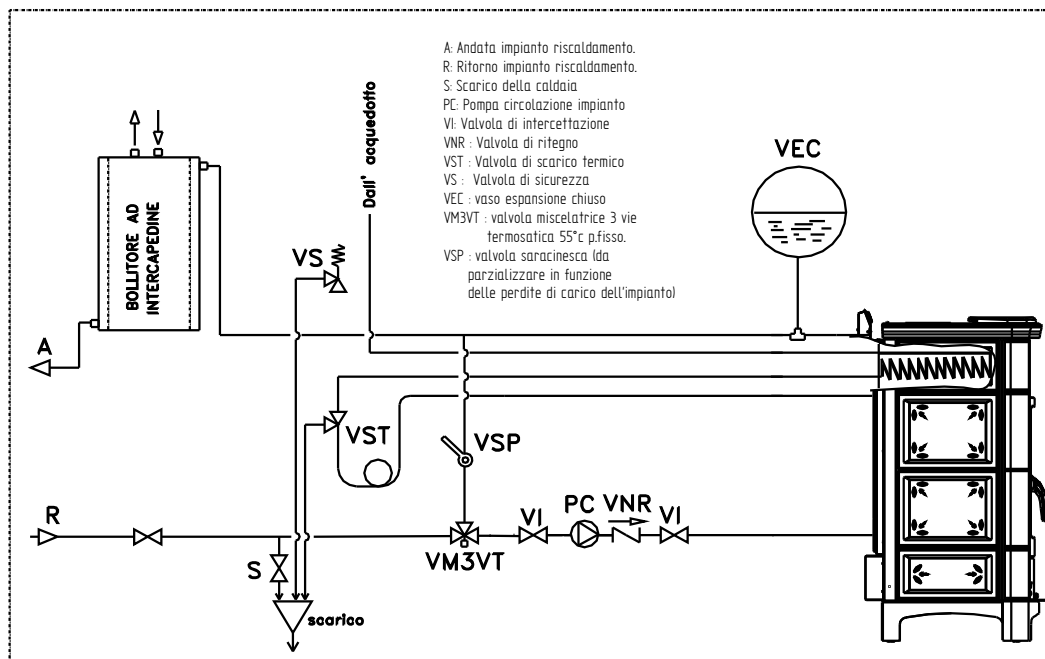 A: Andata impianto riscaldamento.
R: Ritorno impianto riscaldamento.
S: Scarico della caldaia
PC: Pompa circolazione impianto
VI: Valvola di intercettazione
VNR : Valvola di ritegno
VST : Valvola di scarico termico
VS : Valvola di sicurezza
VEC : vaso espansione chiuso
VM3VT : valvola miscelatrice 3 vie
termosatica 55°c p.fisso.
VSP : valvola saracinesca (da
parzializzare in funzione
delle perdite di carico dell'impianto)
Dall' acquedotto
VEC
BOLLITORE AD
INTERCAPEDINE
VS
A
VST
VSP
R
VI
PC
VNR
VI
VM3VT
S
scarico